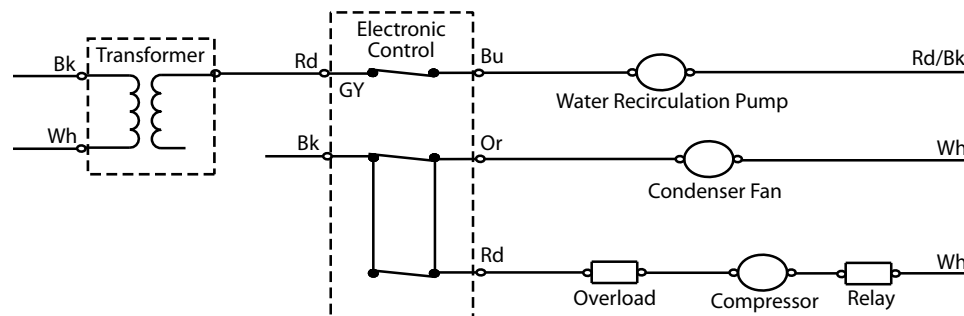 Electronic
Control
Transformer
Bk
Rd
Bu
Rd/Bk
GY
Water Recirculation Pump
Wh
Bk
Or
Wh
Condenser Fan
Rd
Wh
Overload
Compressor
Relay